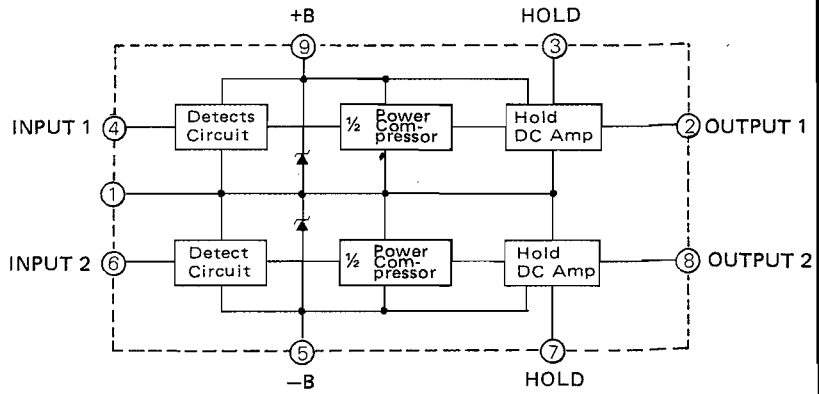 +B
HOLD
9
3
INPUT 1
4
Detects
Circuit
½
Power
Com-
pressor
Hold
DC Amp
2
OUTPUT 1
1
INPUT 2
6
Detect
Circuit
½
Power
Com-
pressor
Hold
DC Amp
8
OUTPUT 2
5
7
—B
HOLD